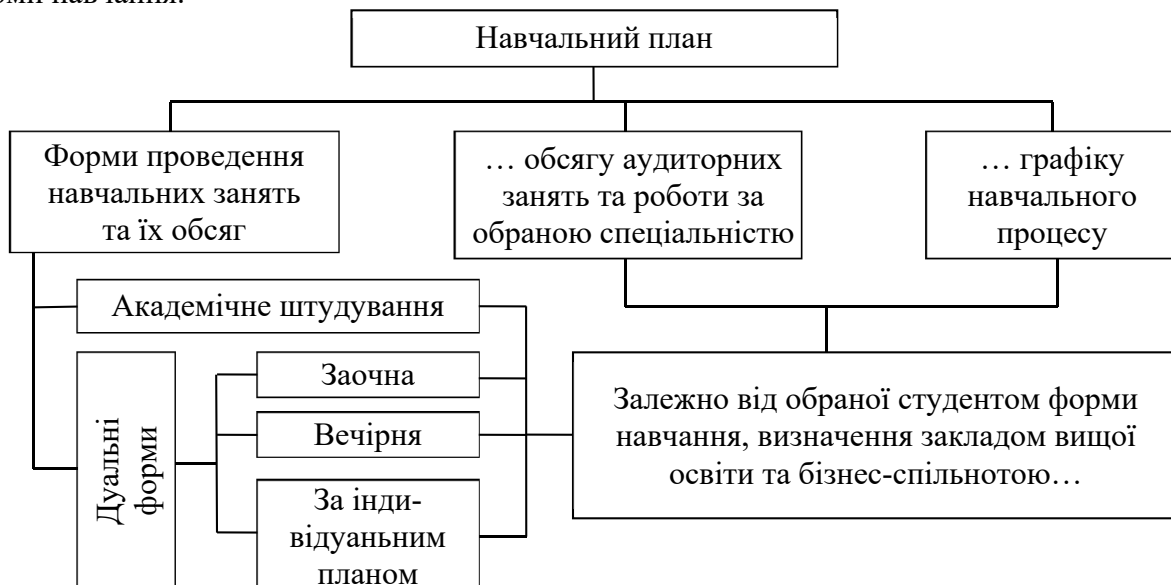 навчання.
Навчальний план
Форми проведення
навчальних занять
та їх обсяг
… обсягу аудиторних
занять та роботи за
обраною спеціальністю
… графіку
навчального
процесу
Академічне штудування
Дуальні
форми
Заочна
Вечірня
За інди-
відуаньним
планом
Залежно від обраної студентом форми
навчання, визначення закладом вищої
освіти та бізнес-спільнотою…